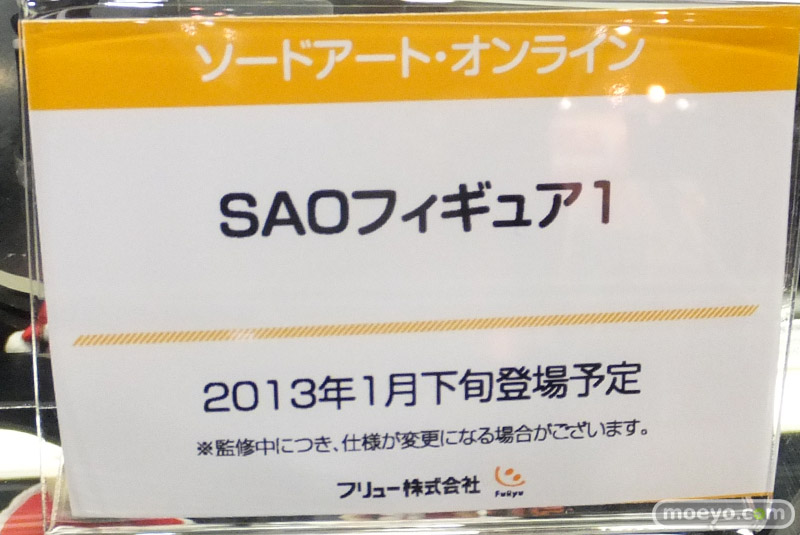 ソードアート・オンライン
SAOフィギュア1
2013年1月下旬登場予定
※監修中につき、仕様が変更になる場合がございます。
フリュー株式会社 FuRyu
moeyo.com